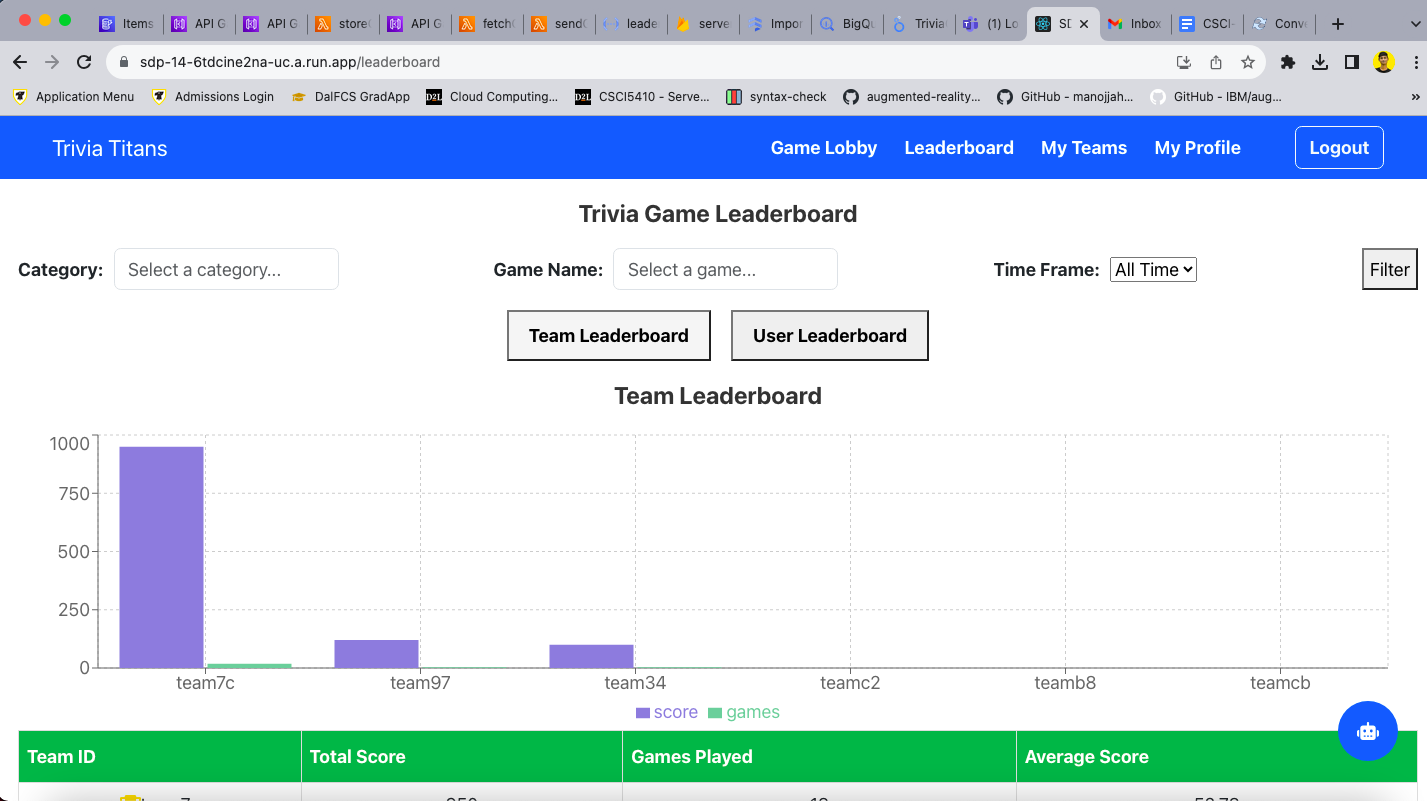 Items API G API G store API G fetch send leade serve Impor BigQu Trivia (1) Lo SD Inbox CSCI- Conve
sdp-14-6tdcine2na-uc.a.run.app/leaderboard
Application Menu Admissions Login DalFCS GradApp D2L Cloud Computing... D2L CSCI5410 - Serve... syntax-check augmented-reality... GitHub - manojjah... GitHub - IBM/aug... »
Trivia Titans Game Lobby Leaderboard My Teams My Profile Logout
Trivia Game Leaderboard
Category: Select a category... Game Name: Select a game... Time Frame: All Time Filter
Team Leaderboard User Leaderboard
Team Leaderboard
1000
750
500
250
0
team7c team97 team34 teamc2 teamb8 teamcb
score games
Team ID Total Score Games Played Average Score